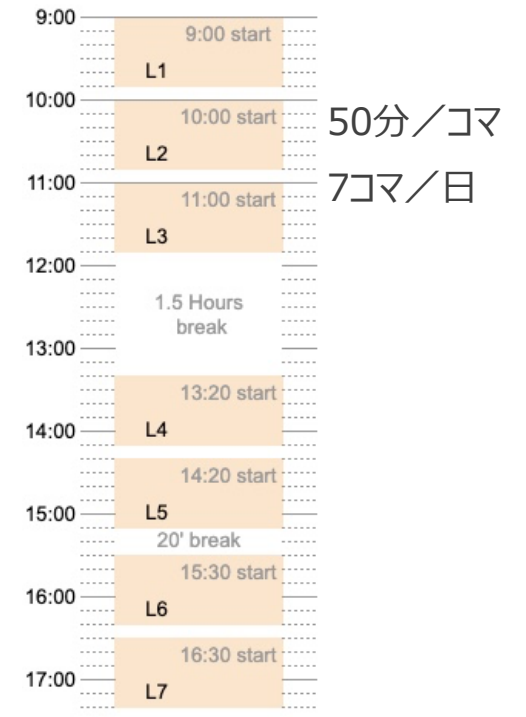 9:00
9:00 start
L1
10:00
10:00 start
50分／コマ
L2
11:00
7コマ／日
11:00 start
L3
12:00
1.5 Hours
break
13:00
13:20 start
14:00
L4
14:20 start
15:00
L5
20' break
15:30 start
16:00
L6
16:30 start
17:00
L7